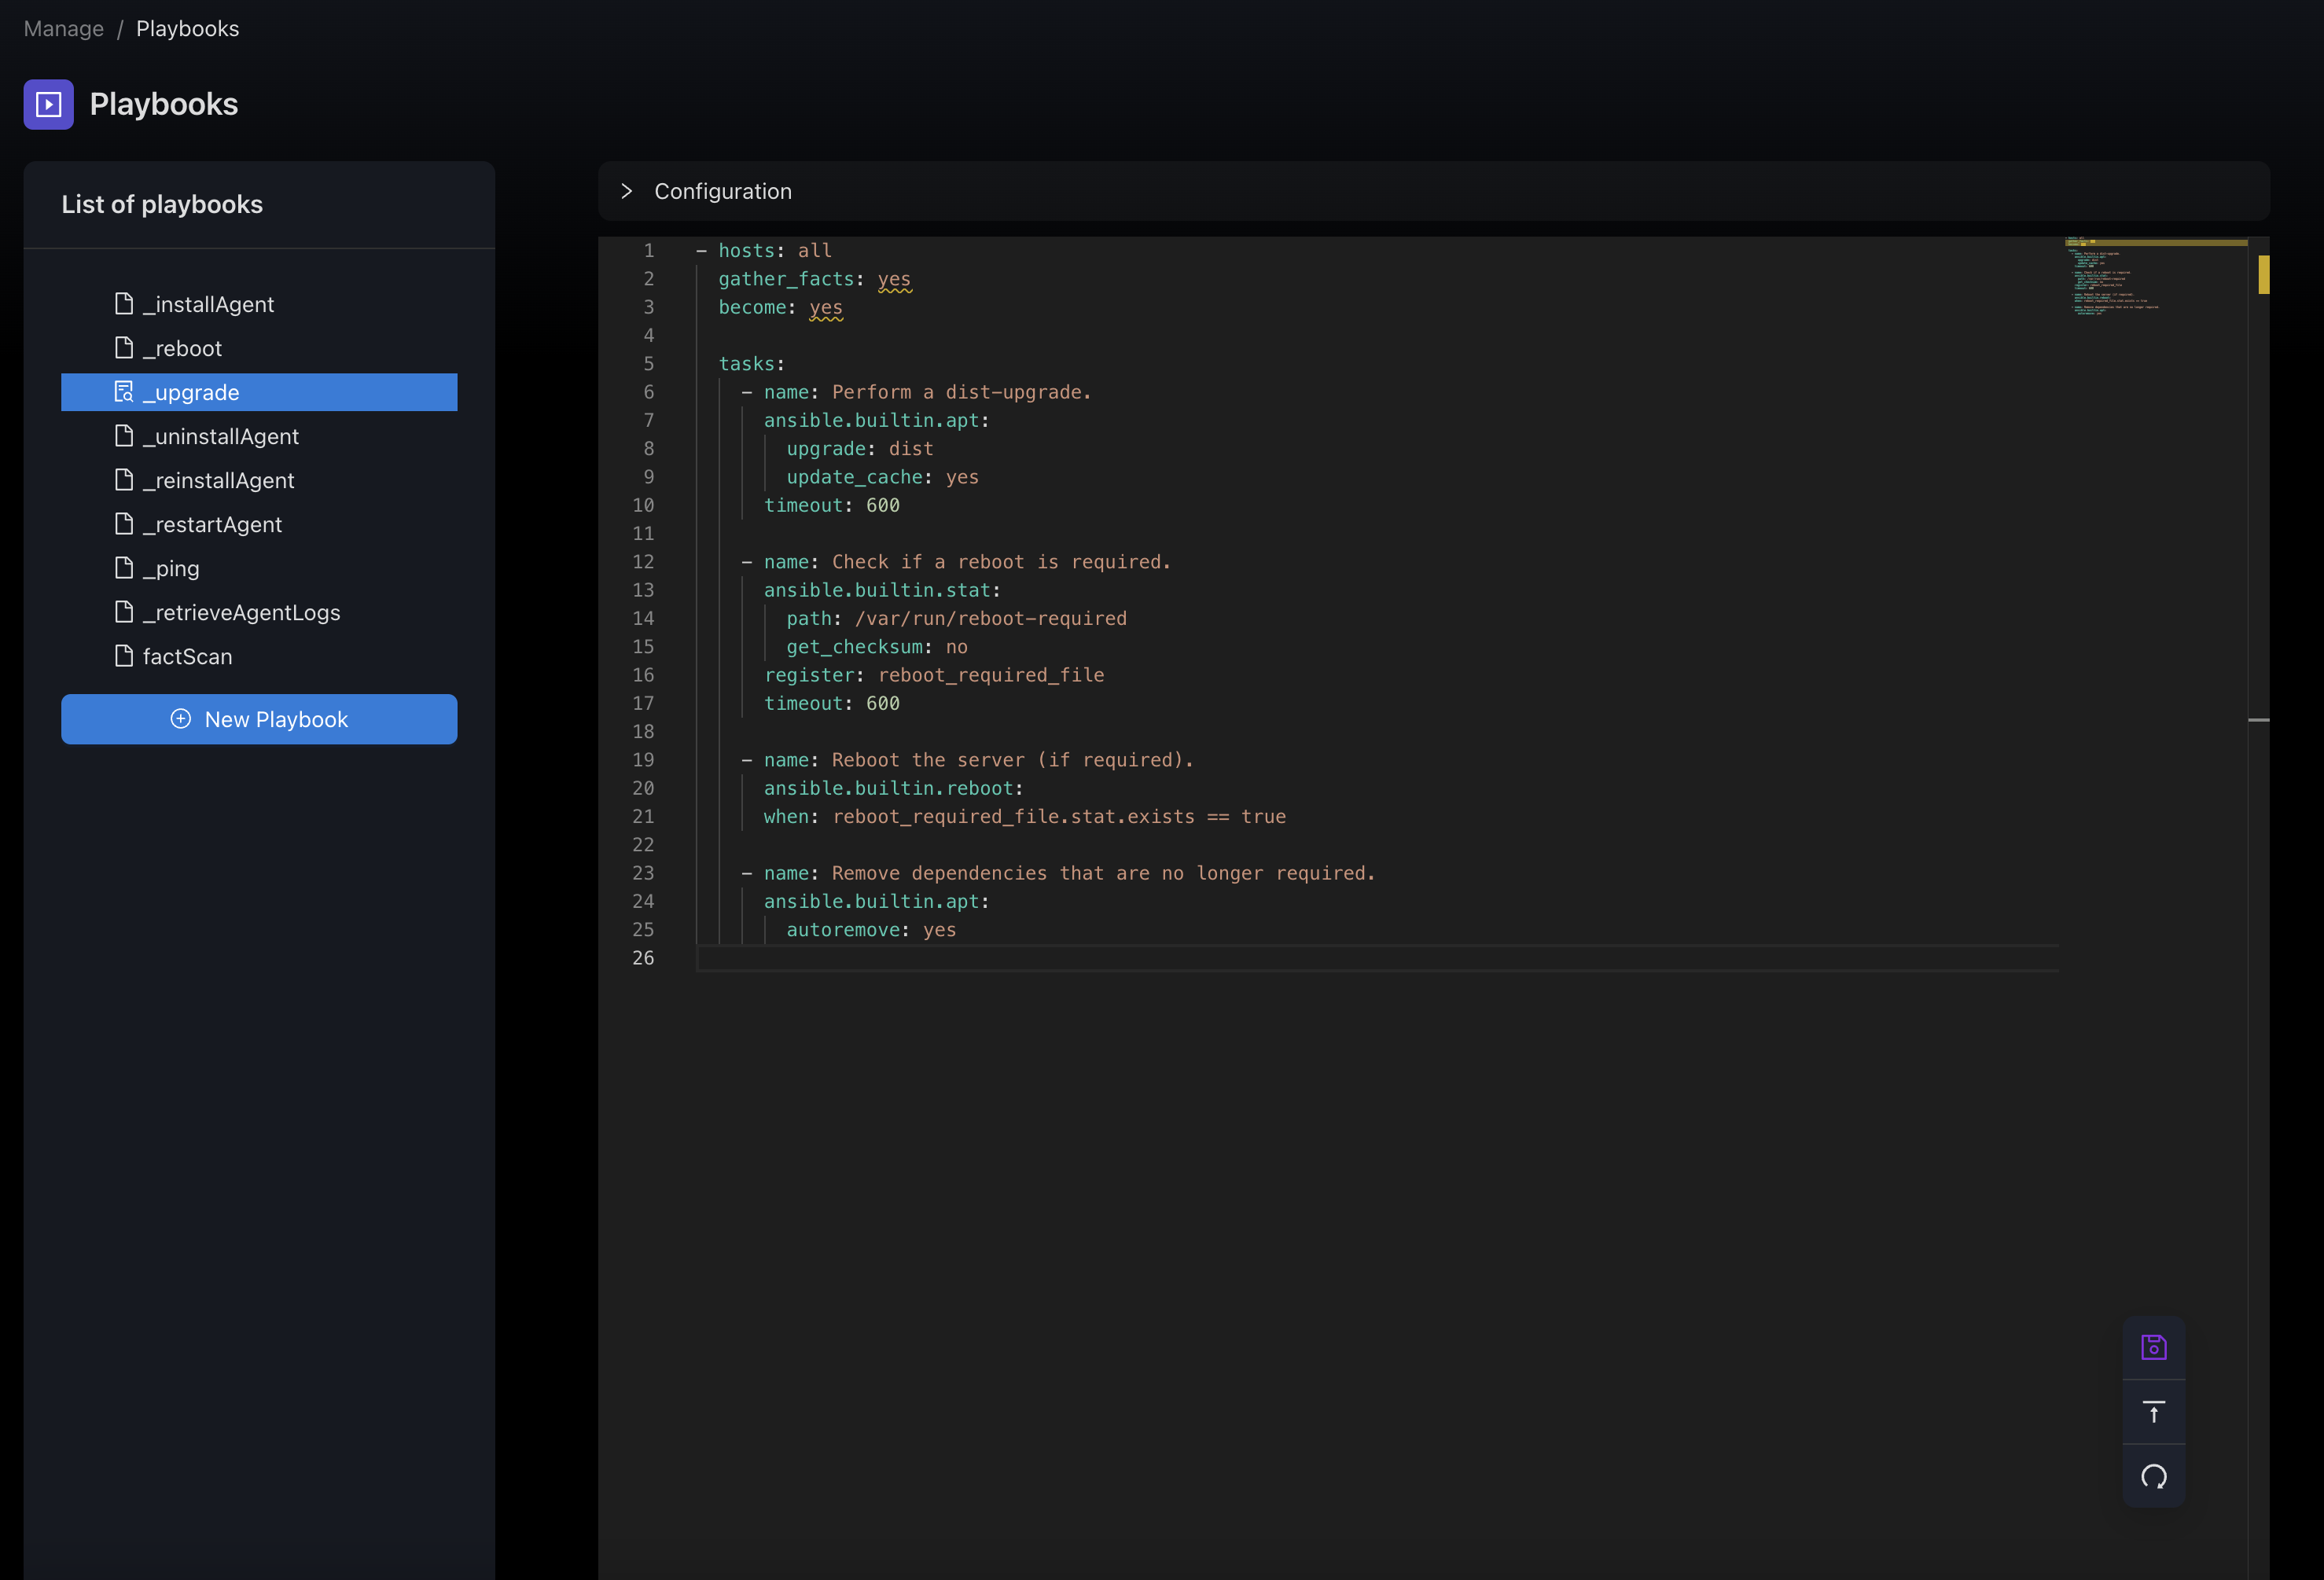 Manage / Playbooks
Playbooks
List of playbooks
_installAgent
_reboot
_upgrade
_uninstallAgent
_reinstallAgent
_restartAgent
_ping
_retrieveAgentLogs
factScan
New Playbook
Configuration
1 - hosts: all
2 gather_facts: yes
3 become: yes
4
5 tasks:
6 - name: Perform a dist-upgrade.
7 ansible.builtin.apt:
8 upgrade: dist
9 update_cache: yes
10 timeout: 600
11
12 - name: Check if a reboot is required.
13 ansible.builtin.stat:
14 path: /var/run/reboot-required
15 get_checksum: no
16 register: reboot_required_file
17 timeout: 600
18
19 - name: Reboot the server (if required).
20 ansible.builtin.reboot:
21 when: reboot_required_file.stat.exists == true
22
23 - name: Remove dependencies that are no longer required.
24 ansible.builtin.apt:
25 autoremove: yes
26